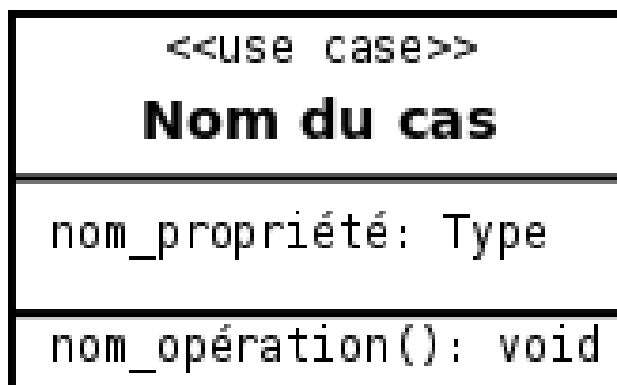 <<use case>>
Nom du cas
nom_propriété: Type
nom_opération(): void